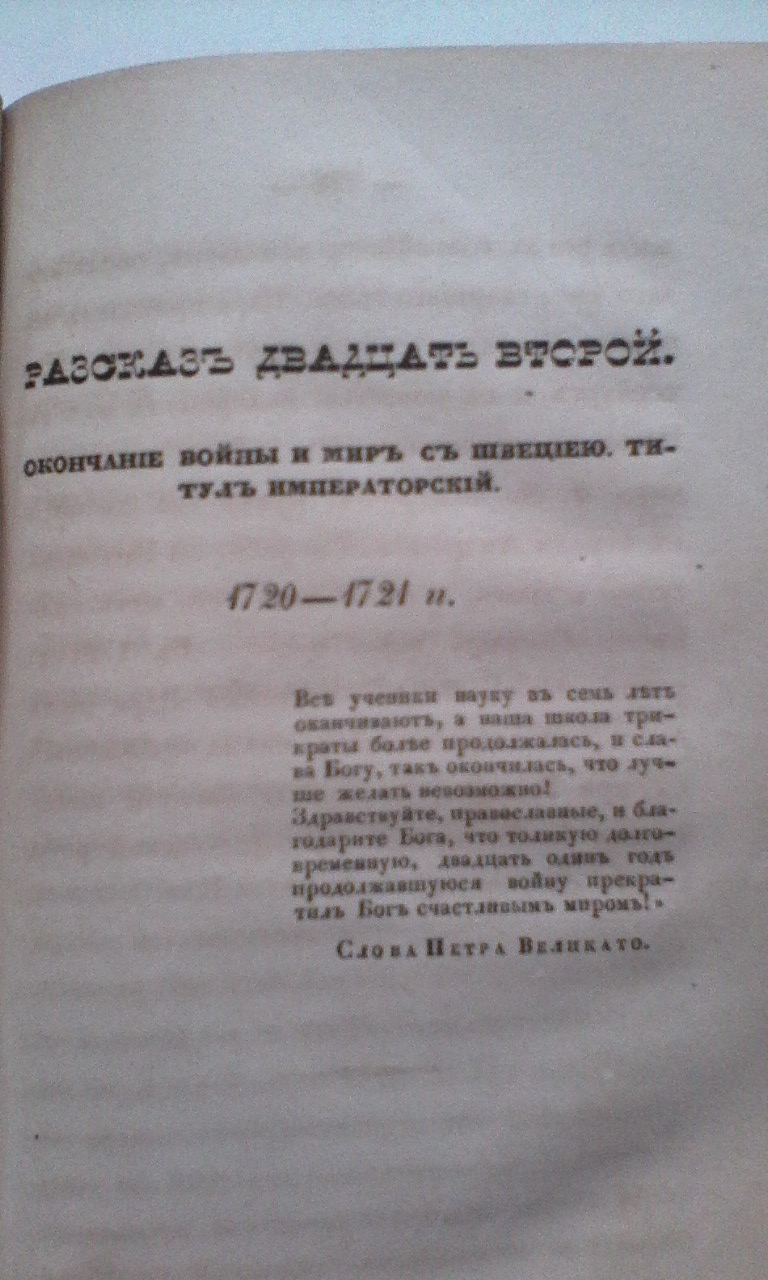 РАЗСКАЗЪ ДВАДЦАТЬ ВТОРОЙ.
ОКОНЧАНІЕ ВОЙНЫ И МИРЪ СЪ ШВЕЦІЕЮ. ТИ-
ТУЛЪ ИМПЕРАТОРСКІЙ.
1720—1721 гг.
Всѣ ученики науку въ семь лѣтъ
оканчиваютъ, а наша школа три-
краты болѣе продолжалась, и сла-
ва Богу, такъ окончилась, что луч-
ше желать невозможно!
Здравствуйте, православные, и бла-
годарите Бога, что толикую долго-
временную, двадцать одинъ годъ
продолжавшуюся войну прекра-
тилъ Богъ счастливымъ миромъ!»
Слова Петра Великаго.